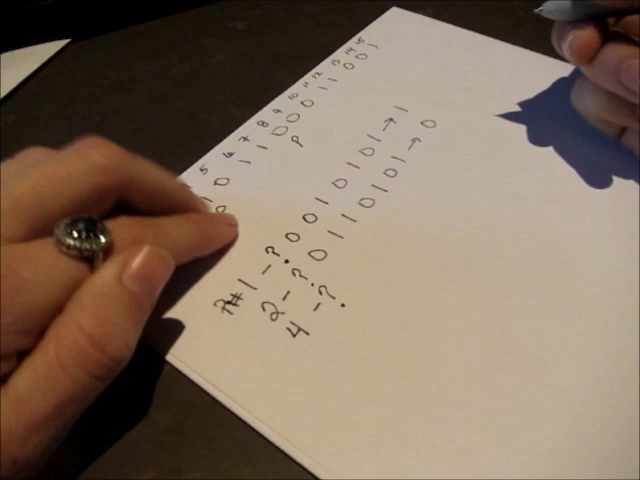 5 6 7 8 9 10 11 12 13 14 15
1 0 1 1 0 0 0 1 1 0 0 1
0 P
P#1 - ? 0 0 1 0 1 0 1 → 1
2 - ? 0 1 1 0 1 0 1 → 0
4 - ?